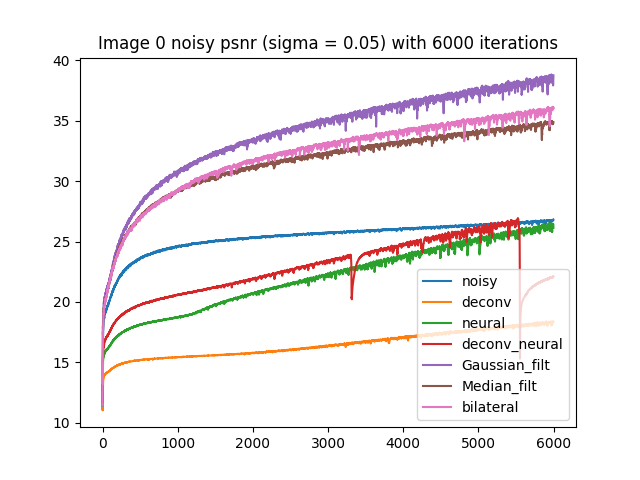 Image 0 noisy psnr (sigma = 0.05) with 6000 iterations
40
35
30
25
20
15
10
noisy
deconv
neural
deconv_neural
Gaussian_filt
Median_filt
bilateral
0 1000 2000 3000 4000 5000 6000